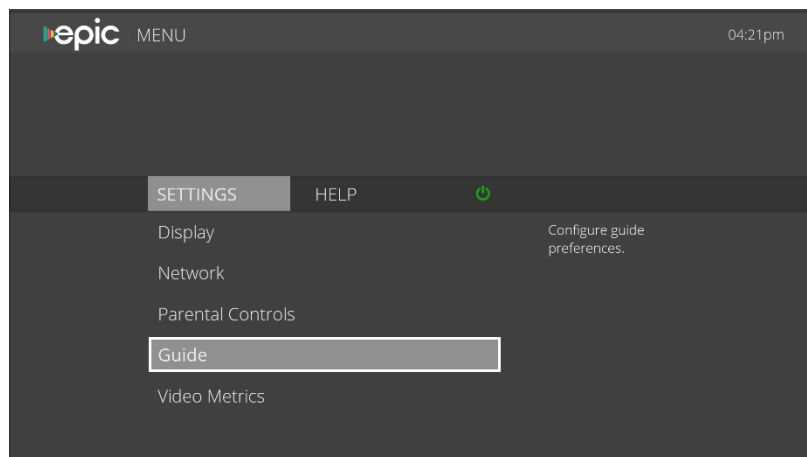 epic MENU 04:21pm
SETTINGS HELP
Display
Configure guide
preferences.
Network
Parental Controls
Guide
Video Metrics